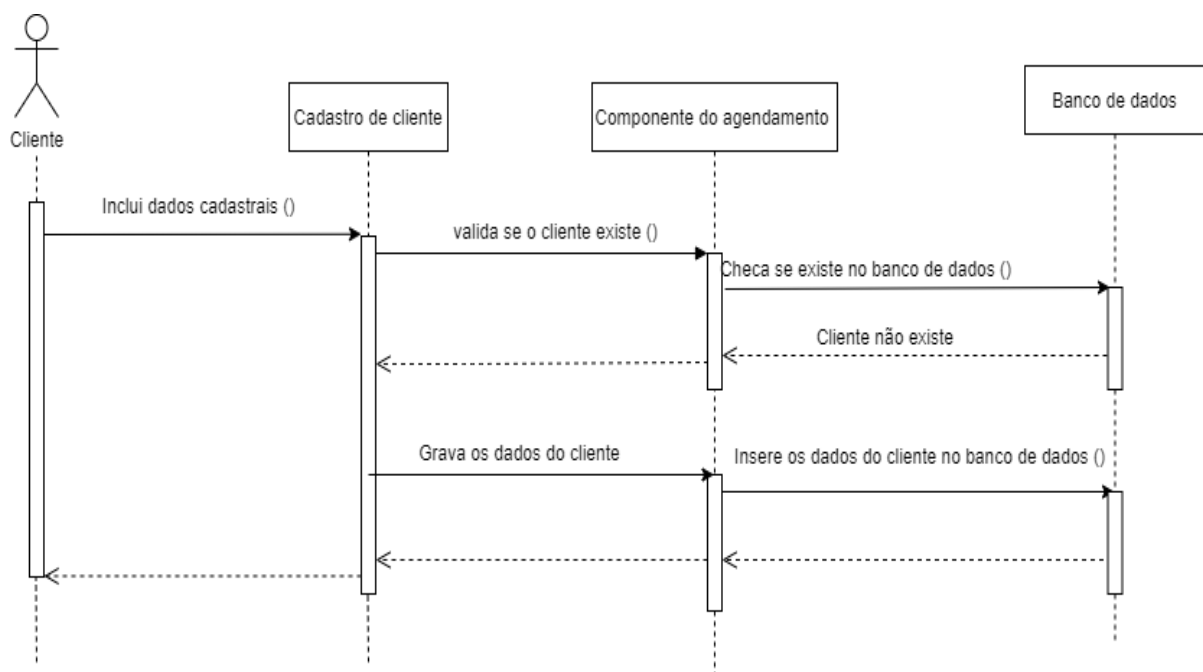 Cliente
Cadastro de cliente
Componente do agendamento
Banco de dados
Inclui dados cadastrais ()
valida se o cliente existe ()
Checa se existe no banco de dados ()
Cliente não existe
Grava os dados do cliente
Insere os dados do cliente no banco de dados ()